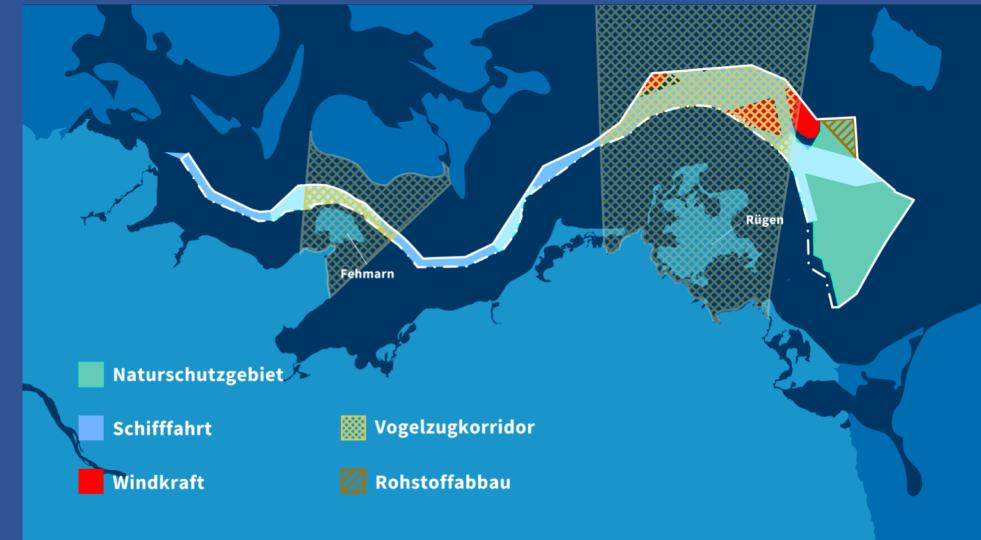 Rügen
Fehmarn
Naturschutzgebiet
Schifffahrt
Vogelzugkorridor
Windkraft
Rohstoffabbau